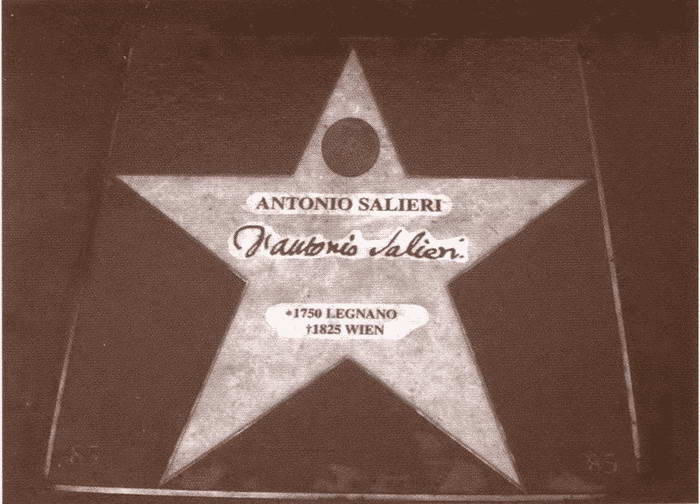 ANTONIO SALIERI
d'antonio Salieri.
*1750 LEGNANO
†1825 WIEN